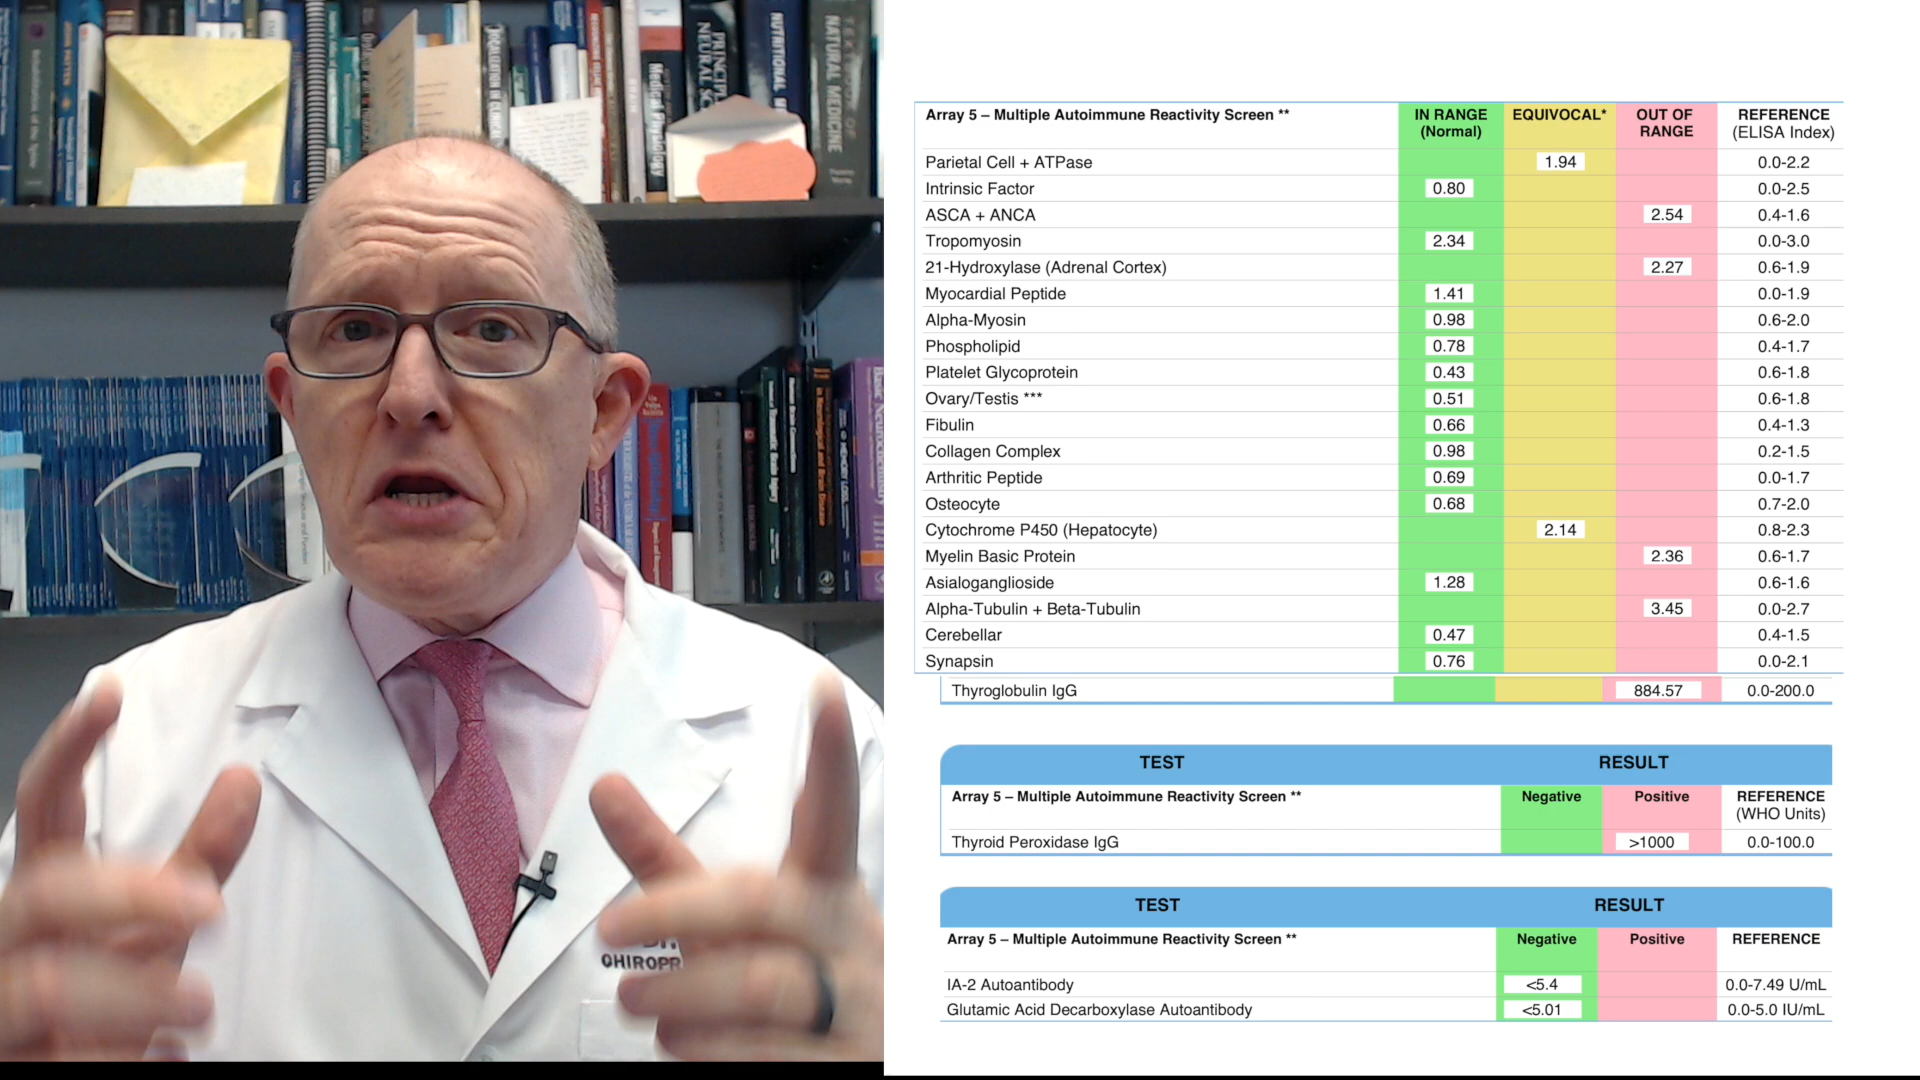 TEXTBOOK OF
NATURAL MEDICINE
NUTRITIONAL
PRINCIPLES
NEURAL
Medical Physiology
LOCALIZATION IN CLINICAL
Basic Neurochemistry
CHIROPR
Array 5 – Multiple Autoimmune Reactivity Screen ** IN RANGE (Normal) EQUIVOCAL* OUT OF RANGE REFERENCE (ELISA Index)
Parietal Cell + ATPase 1.94 0.0-2.2
Intrinsic Factor 0.80 0.0-2.5
ASCA + ANCA 2.54 0.4-1.6
Tropomyosin 2.34 0.0-3.0
21-Hydroxylase (Adrenal Cortex) 2.27 0.6-1.9
Myocardial Peptide 1.41 0.0-1.9
Alpha-Myosin 0.98 0.6-2.0
Phospholipid 0.78 0.4-1.7
Platelet Glycoprotein 0.43 0.6-1.8
Ovary/Testis *** 0.51 0.6-1.8
Fibulin 0.66 0.4-1.3
Collagen Complex 0.98 0.2-1.5
Arthritic Peptide 0.69 0.0-1.7
Osteocyte 0.68 0.7-2.0
Cytochrome P450 (Hepatocyte) 2.14 0.8-2.3
Myelin Basic Protein 2.36 0.6-1.7
Asialoganglioside 1.28 0.6-1.6
Alpha-Tubulin + Beta-Tubulin 3.45 0.0-2.7
Cerebellar 0.47 0.4-1.5
Synapsin 0.76 0.0-2.1
Thyroglobulin IgG 884.57 0.0-200.0
TEST RESULT
Array 5 – Multiple Autoimmune Reactivity Screen ** Negative Positive REFERENCE (WHO Units)
Thyroid Peroxidase IgG >1000 0.0-100.0
TEST RESULT
Array 5 – Multiple Autoimmune Reactivity Screen ** Negative Positive REFERENCE
IA-2 Autoantibody <5.4 0.0-7.49 U/mL
Glutamic Acid Decarboxylase Autoantibody <5.01 0.0-5.0 IU/mL